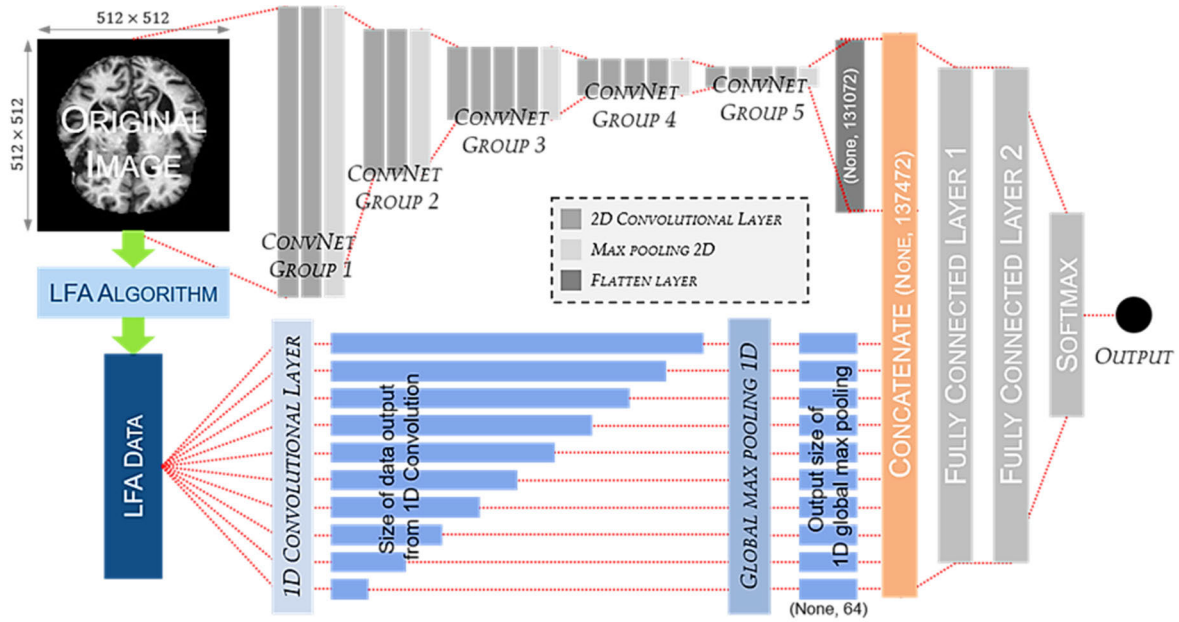 512 × 512
512 × 512
ORIGINAL
IMAGE
LFA ALGORITHM
LFA DATA
CONVNET
GROUP 1
CONVNET
GROUP 2
CONVNET
GROUP 3
CONVNET
GROUP 4
CONVNET
GROUP 5
(None, 131072)
2D CONVOLUTIONAL LAYER
MAX POOLING 2D
FLATTEN LAYER
1D CONVOLUTIONAL LAYER
Size of data output
from 1D Convolution
GLOBAL MAX POOLING 1D
Output size of
1D global max pooling
(None, 64)
CONCATENATE (NONE, 137472)
FULLY CONNECTED LAYER 1
FULLY CONNECTED LAYER 2
SOFTMAX
OUTPUT